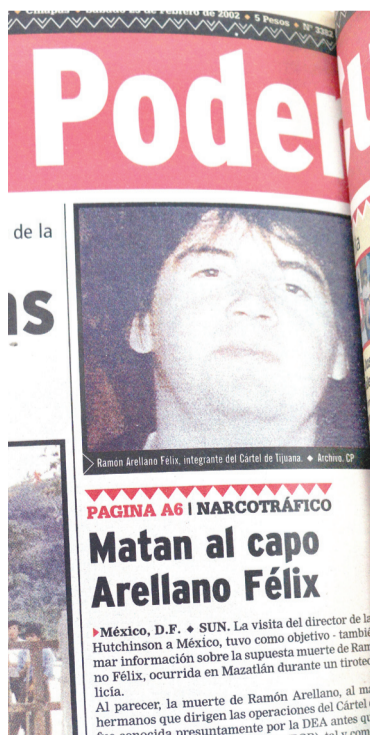 Chiapas ◆ Sábado 23 de Febrero de 2002 ◆ 5 Pesos ◆ N° 3382
Poder
de la
as
Ramón Arellano Félix, integrante del Cártel de Tijuana. ◆ Archivo. CP
PAGINA A6 | NARCOTRÁFICO
Matan al capo
Arellano Félix
México, D.F. ◆ SUN. La visita del director de la
Hutchinson a México, tuvo como objetivo - tambié
mar información sobre la supuesta muerte de Ram
no Félix, ocurrida en Mazatlán durante un tiroteo
licía.
Al parecer, la muerte de Ramón Arellano, al m
hermanos que dirigen las operaciones del Cártel
conocida presuntamente por la DEA antes qu